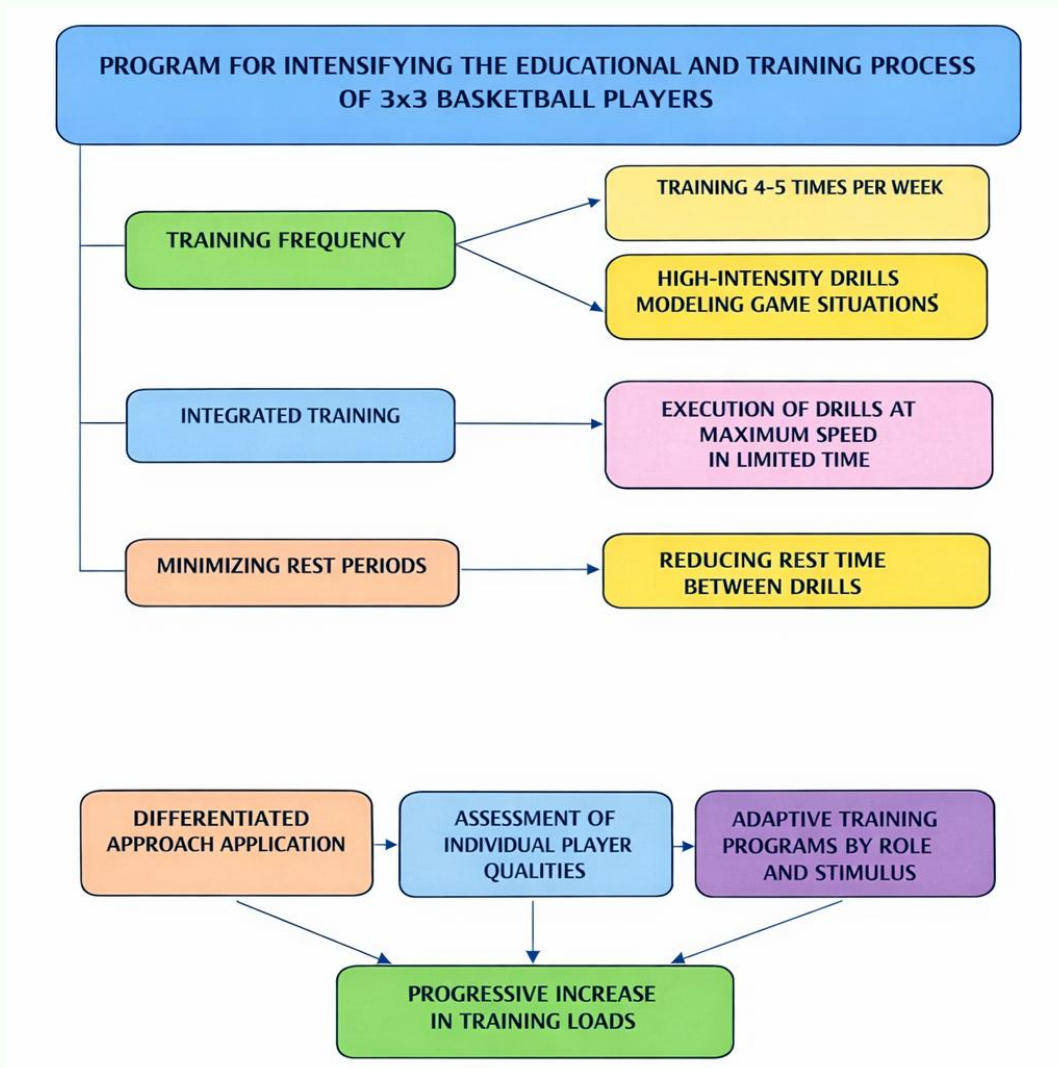 PROGRAM FOR INTENSIFYING THE EDUCATIONAL AND TRAINING PROCESS
OF 3x3 BASKETBALL PLAYERS
TRAINING FREQUENCY
TRAINING 4-5 TIMES PER WEEK
HIGH-INTENSITY DRILLS
MODELING GAME SITUATIONS
INTEGRATED TRAINING
EXECUTION OF DRILLS AT
MAXIMUM SPEED
IN LIMITED TIME
MINIMIZING REST PERIODS
REDUCING REST TIME
BETWEEN DRILLS
DIFFERENTIATED
APPROACH APPLICATION
ASSESSMENT OF
INDIVIDUAL PLAYER
QUALITIES
ADAPTIVE TRAINING
PROGRAMS BY ROLE
AND STIMULUS
PROGRESSIVE INCREASE
IN TRAINING LOADS